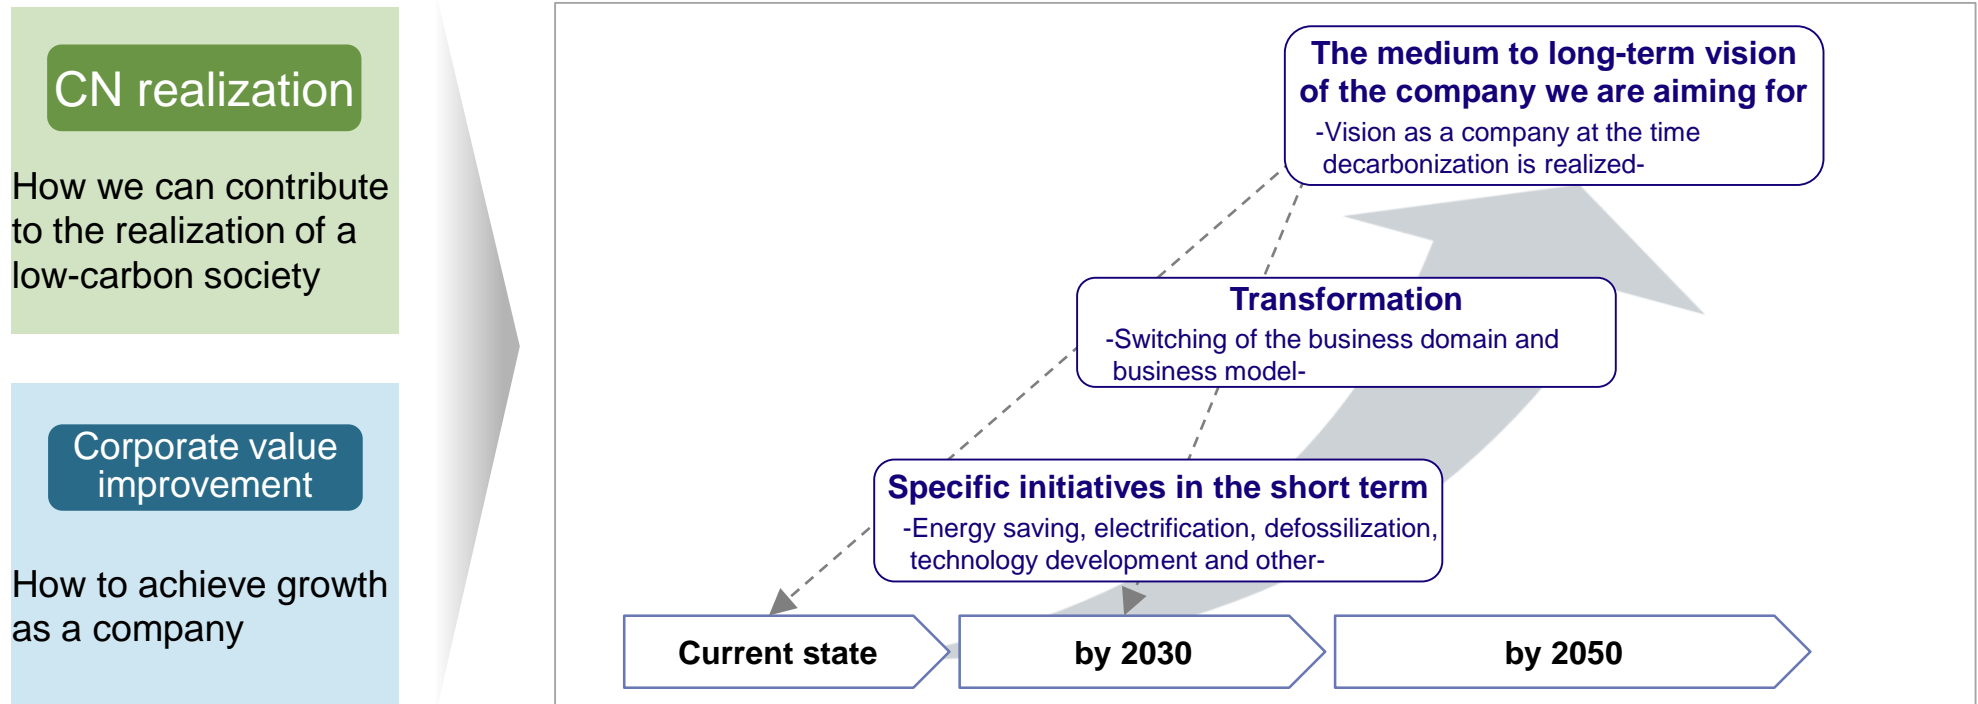 CN realization
How we can contribute
to the realization of a
low-carbon society
Corporate value
improvement
How to achieve growth
as a company
The medium to long-term vision
of the company we are aiming for
-Vision as a company at the time
decarbonization is realized-
Transformation
-Switching of the business domain and
business model-
Specific initiatives in the short term
-Energy saving, electrification, defossilization,
technology development and other-
Current state
by 2030
by 2050